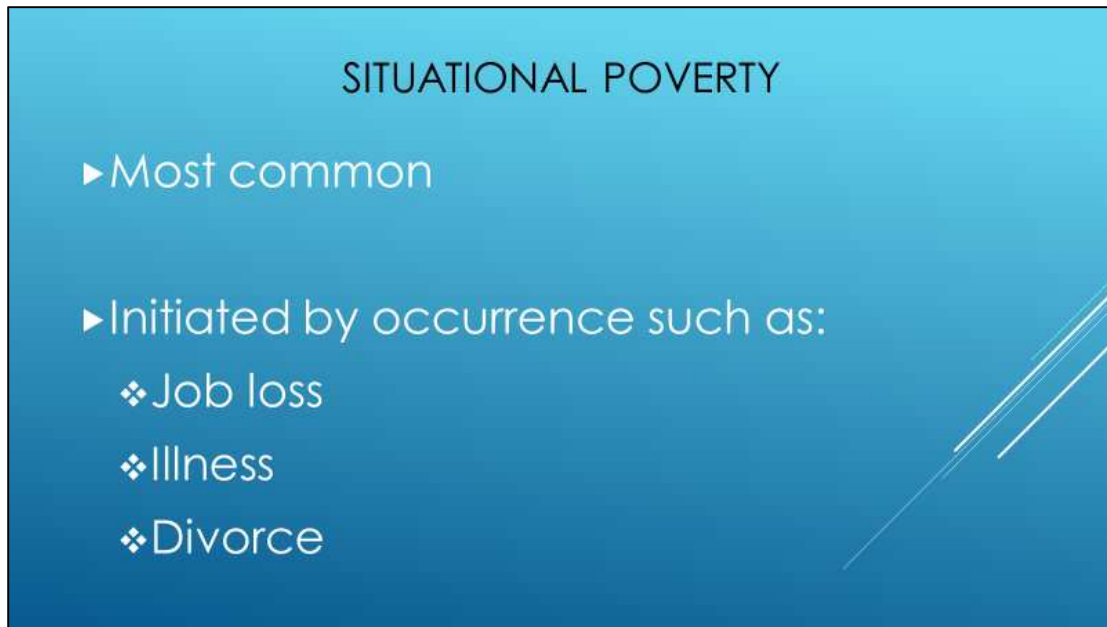 SITUATIONAL POVERTY
Most common
Initiated by occurrence such as:
Job loss
Illness
Divorce